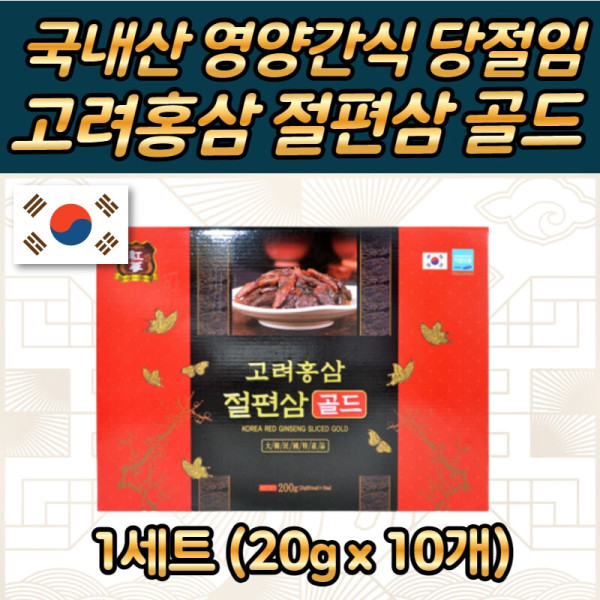 국내산 영양간식 당절임
고려홍삼 절편삼 골드
고려홍삼
절편삼 골드
KOREA RED GINSENG SLICED GOLD
200g
1세트 (20g x 10개)